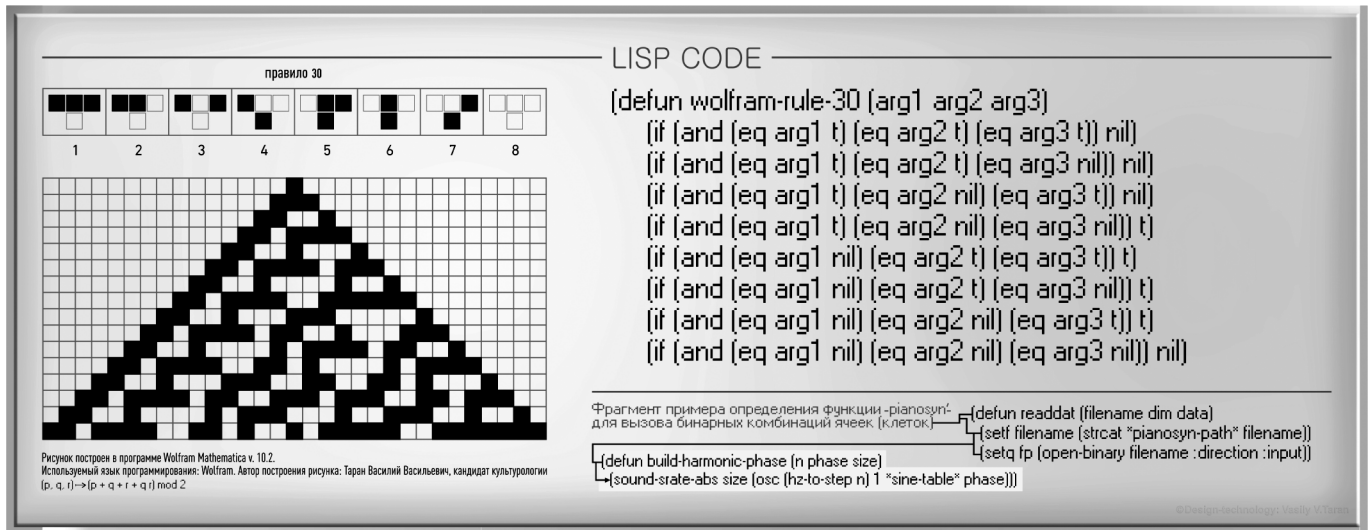 LISP CODE
правило 30
1 2 3 4 5 6 7 8
Рисунок построен в программе Wolfram Mathematica v. 10.2.
Используемый язык программирования: Wolfram. Автор построения рисунка: Таран Василий Васильевич, кандидат культурологии
(p, q, r)→(p + q + r + q r) mod 2
(defun wolfram-rule-30 (arg1 arg2 arg3)
(if (and (eq arg1 t) (eq arg2 t) (eq arg3 t)) nil)
(if (and (eq arg1 t) (eq arg2 t) (eq arg3 nil)) nil)
(if (and (eq arg1 t) (eq arg2 nil) (eq arg3 t)) nil)
(if (and (eq arg1 t) (eq arg2 nil) (eq arg3 nil)) t)
(if (and (eq arg1 nil) (eq arg2 t) (eq arg3 t)) t)
(if (and (eq arg1 nil) (eq arg2 t) (eq arg3 nil)) t)
(if (and (eq arg1 nil) (eq arg2 nil) (eq arg3 t)) t)
(if (and (eq arg1 nil) (eq arg2 nil) (eq arg3 nil)) nil)
Фрагмент примера определения функции -pianosyn'-
для вызова бинарных комбинаций ячеек (клеток)
(defun readdat (filename dim data)
(setf filename (strcat *pianosyn-path* filename))
(setq fp (open-binary filename :direction :input))
(defun build-harmonic-phase (n phase size)
(sound-srate-abs size (osc (hz-to-step n) 1 *sine-table* phase)))
©Design-technology: Vasily V.Taran